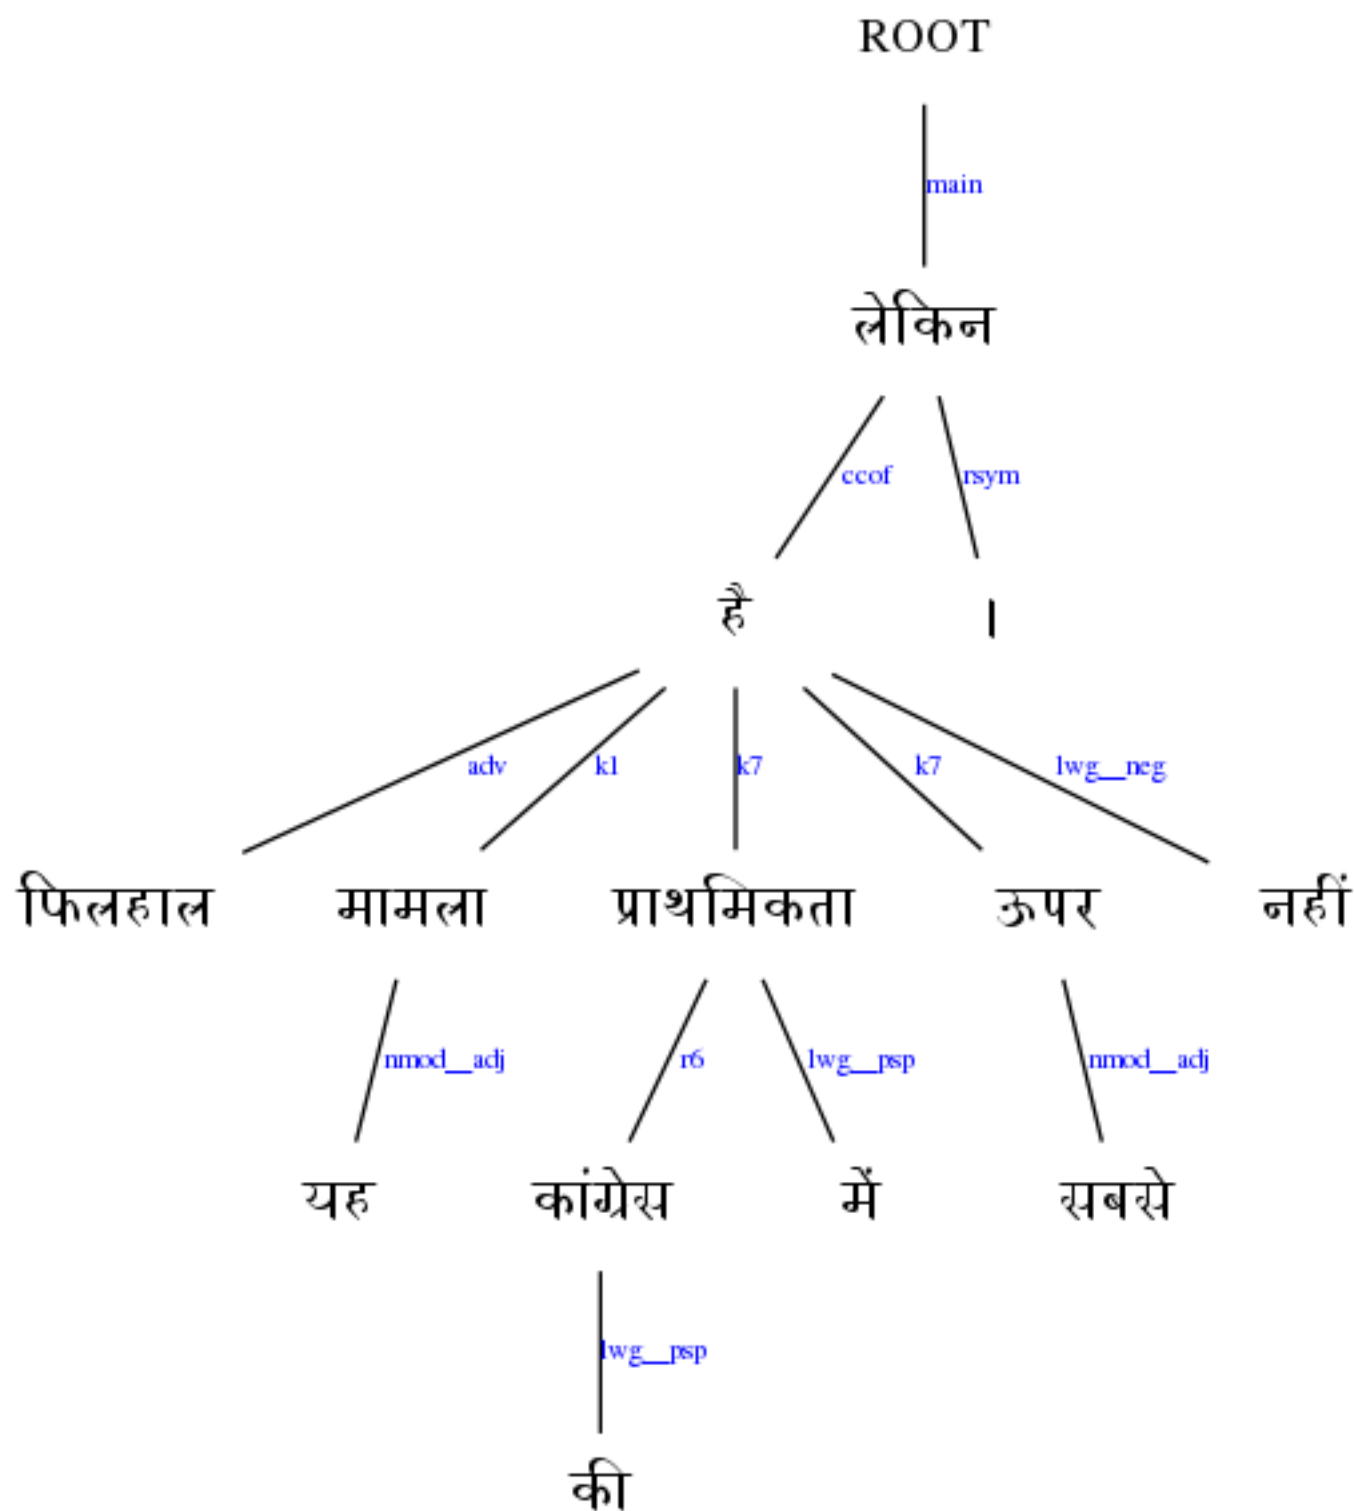 ROOT
main
लेकिन
ccof rsym
है ।
adv k1 k7 k7 lwg__neg
फिलहाल मामला प्राथमिकता ऊपर नहीं
nmod__adj r6 lwg__psp nmod__adj
यह कांग्रेस में सबसे
lwg__psp
की